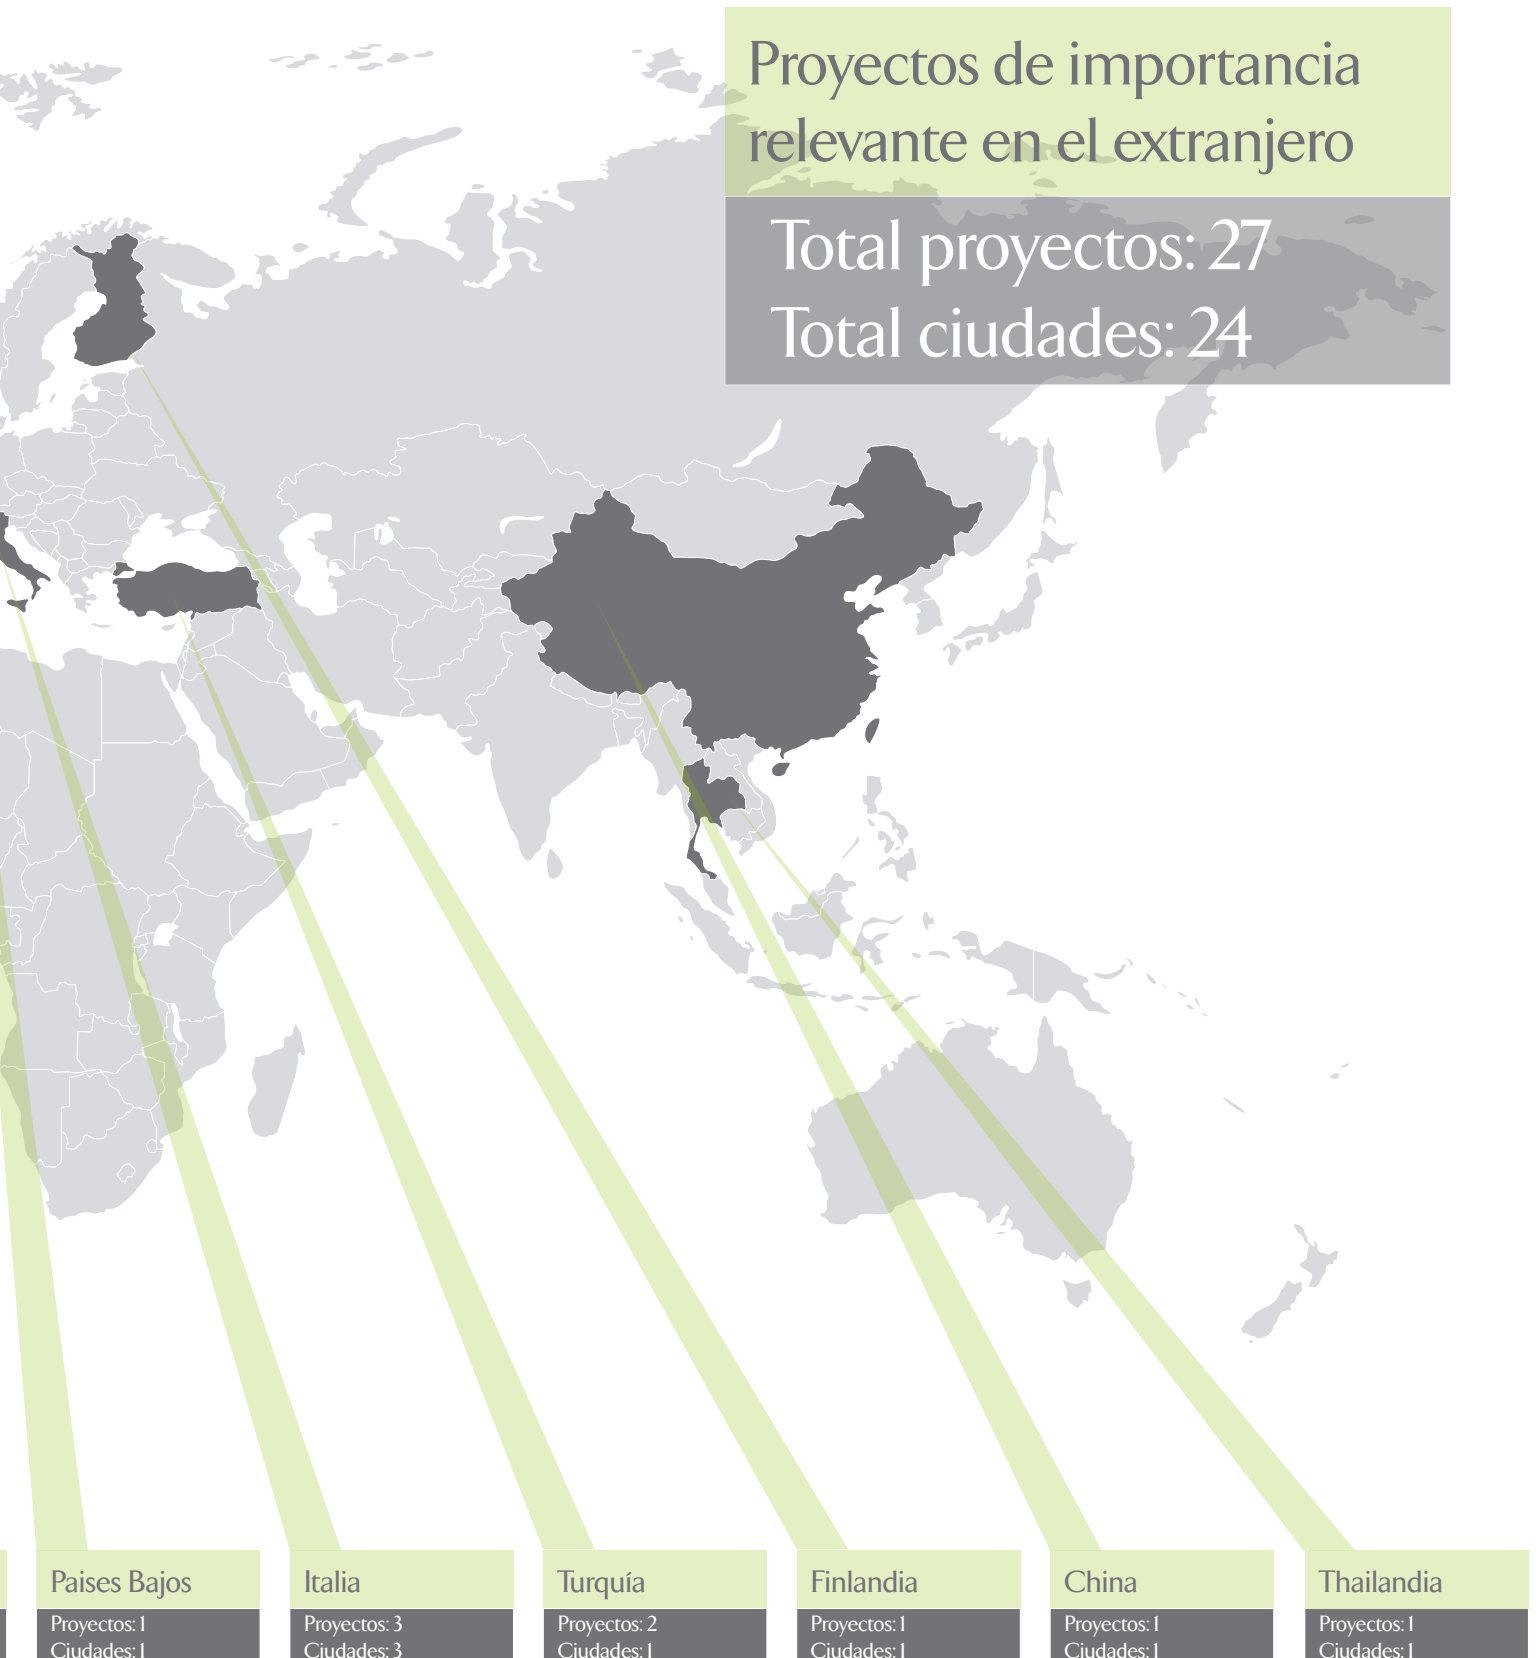 Proyectos de importancia
relevante en el extranjero
Total proyectos: 27
Total ciudades: 24
Paises Bajos
Proyectos: 1
Ciudades: 1
Italia
Proyectos: 3
Ciudades: 3
Turquía
Proyectos: 2
Ciudades: 1
Finlandia
Proyectos: 1
Ciudades: 1
China
Proyectos: 1
Ciudades: 1
Thailandia
Proyectos: 1
Ciudades: 1